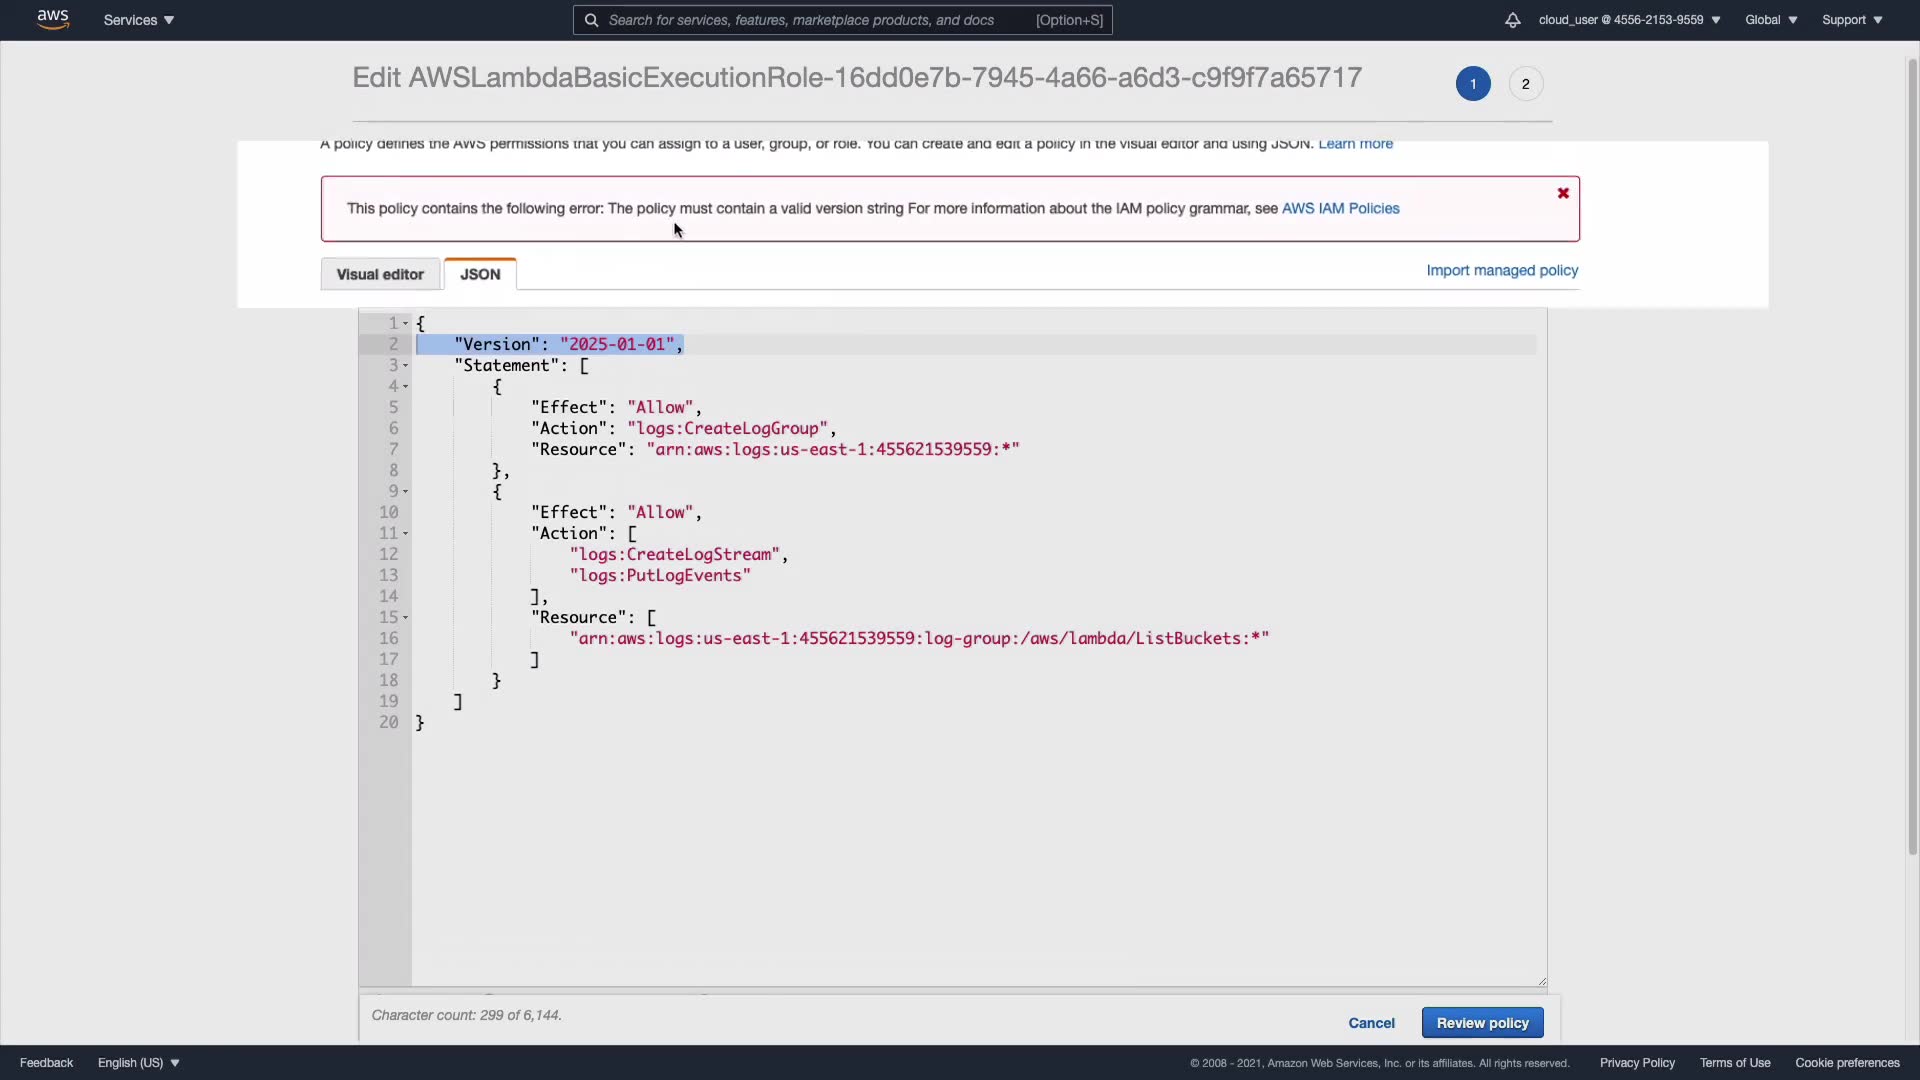 aws Services ▼ Search for services, features, marketplace products, and docs [Option+S] cloud_user @ 4556-2153-9559 ▼ Global ▼ Support ▼
Edit AWSLambdaBasicExecutionRole-16dd0e7b-7945-4a66-a6d3-c9f9f7a65717 1 2
A policy defines the AWS permissions that you can assign to a user, group, or role. You can create and edit a policy in the visual editor and using JSON. Learn more
This policy contains the following error: The policy must contain a valid version string For more information about the IAM policy grammar, see AWS IAM Policies
Visual editor JSON Import managed policy
1 {
2 "Version": "2025-01-01",
3 "Statement": [
4 {
5 "Effect": "Allow",
6 "Action": "logs:CreateLogGroup",
7 "Resource": "arn:aws:logs:us-east-1:455621539559:*"
8 },
9 {
10 "Effect": "Allow",
11 "Action": [
12 "logs:CreateLogStream",
13 "logs:PutLogEvents"
14 ],
15 "Resource": [
16 "arn:aws:logs:us-east-1:455621539559:log-group:/aws/lambda/ListBuckets:*"
17 ]
18 }
19 ]
20 }
Character count: 299 of 6,144.
Cancel Review policy
Feedback English (US) ▼ © 2008 - 2021, Amazon Web Services, Inc. or its affiliates. All rights reserved. Privacy Policy Terms of Use Cookie preferences